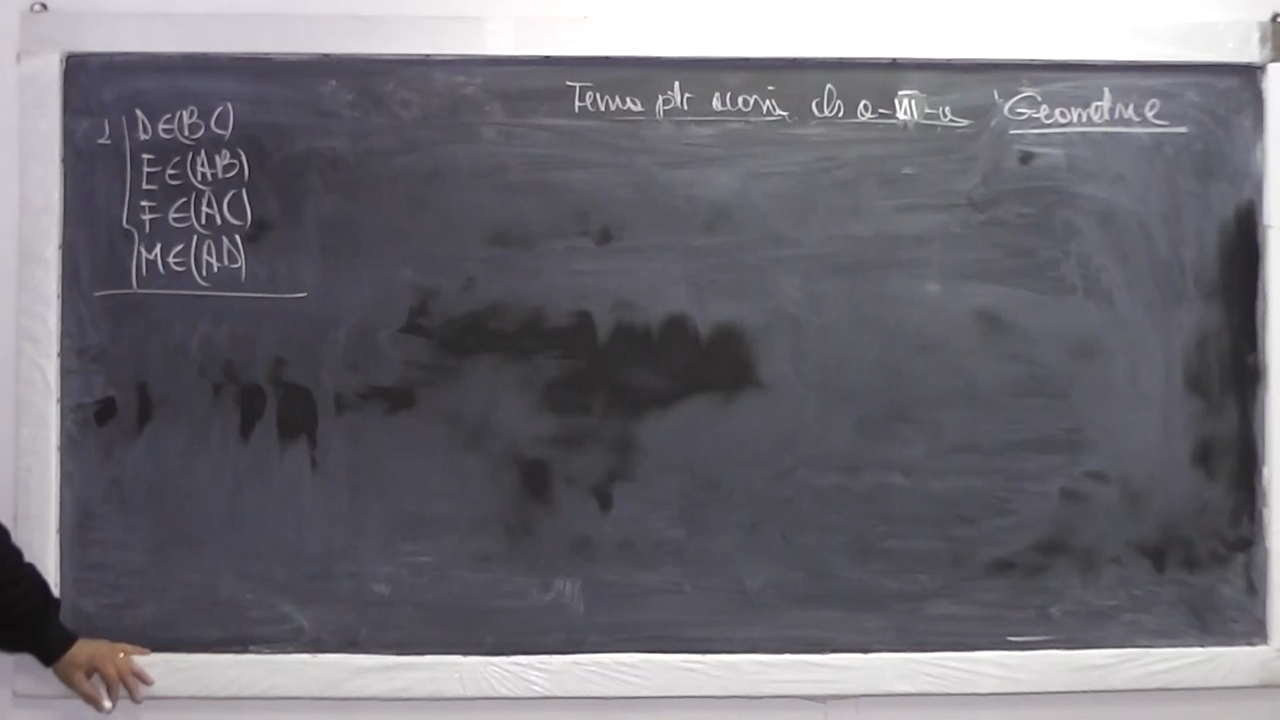 Tema ptr acasă cls a-VII-a Geometrie
1 D∈(BC)
E∈(AB)
F∈(AC)
M∈(AD)